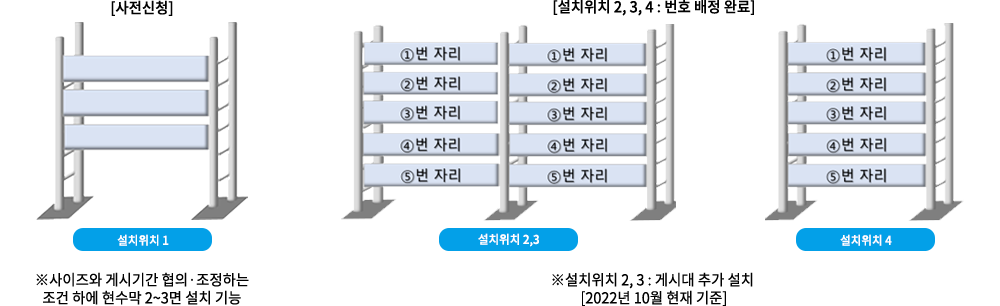 [사전신청]
[설치위치 2, 3, 4 : 번호 배정 완료]
①번 자리
②번 자리
③번 자리
④번 자리
⑤번 자리
①번 자리
②번 자리
③번 자리
④번 자리
⑤번 자리
①번 자리
②번 자리
③번 자리
④번 자리
⑤번 자리
설치위치 1
설치위치 2,3
설치위치 4
※사이즈와 게시기간 협의·조정하는
조건 하에 현수막 2~3면 설치 기능
※설치위치 2, 3 : 게시대 추가 설치
[2022년 10월 현재 기준]